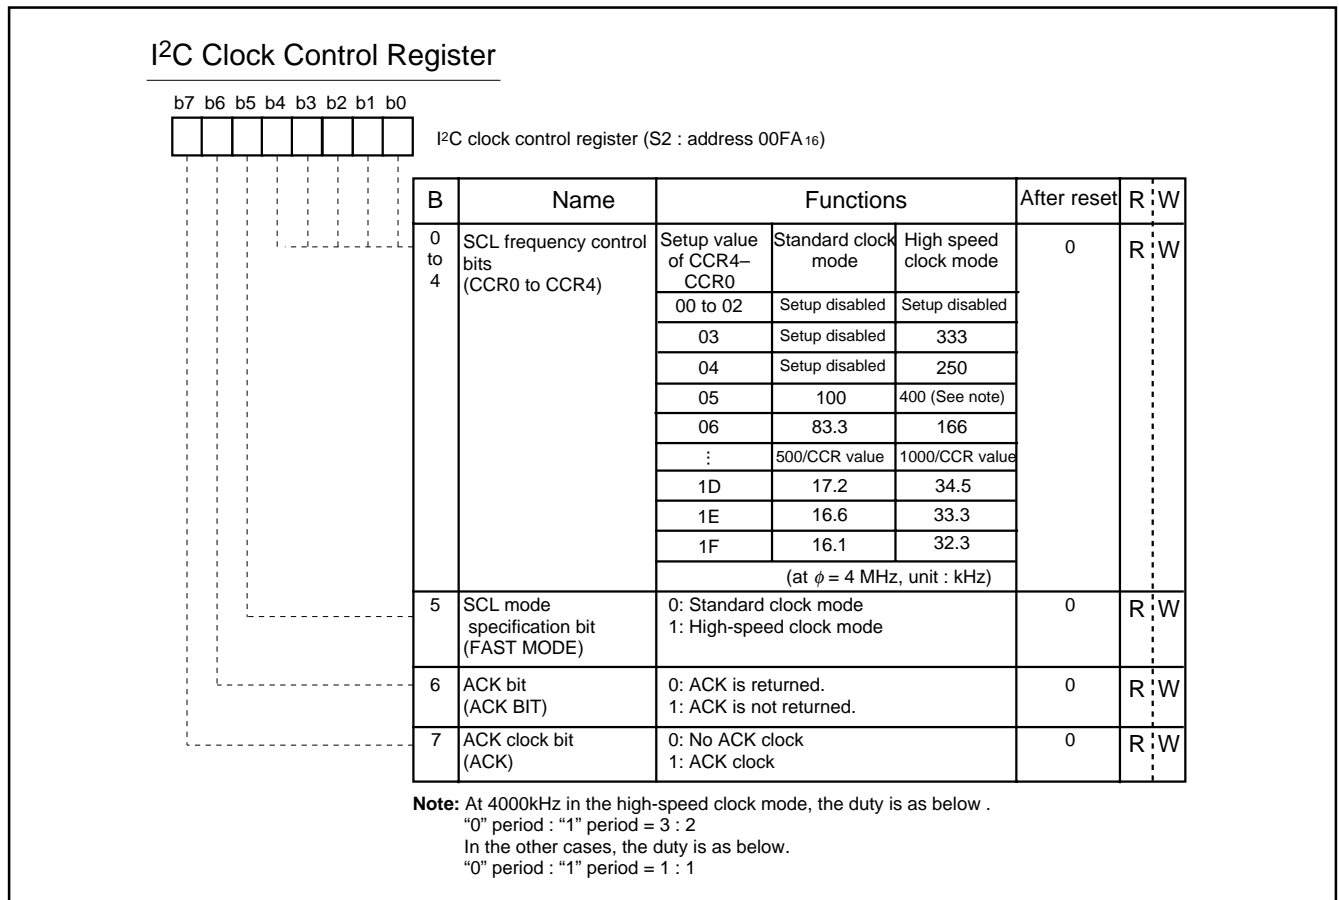 I2C Clock Control Register
b7 b6 b5 b4 b3 b2 b1 b0
I2C clock control register (S2 : address 00FA16)
B Name Functions After reset R W
0 to 4
SCL frequency control bits (CCR0 to CCR4)
Setup value of CCR4–CCR0 Standard clock mode High speed clock mode
0 R W
00 to 02 Setup disabled Setup disabled
03 Setup disabled 333
04 Setup disabled 250
05 100 400 (See note)
06 83.3 166
⋮ 500/CCR value 1000/CCR value
1D 17.2 34.5
1E 16.6 33.3
1F 16.1 32.3
(at ϕ = 4 MHz, unit : kHz)
5 SCL mode 0: Standard clock mode 0 R W
specification bit 1: High-speed clock mode
(FAST MODE)
6 ACK bit 0: ACK is returned. 0 R W
(ACK BIT) 1: ACK is not returned.
7 ACK clock bit 0: No ACK clock 0 R W
(ACK) 1: ACK clock
Note: At 4000kHz in the high-speed clock mode, the duty is as below .
“0” period : “1” period = 3 : 2
In the other cases, the duty is as below.
“0” period : “1” period = 1 : 1